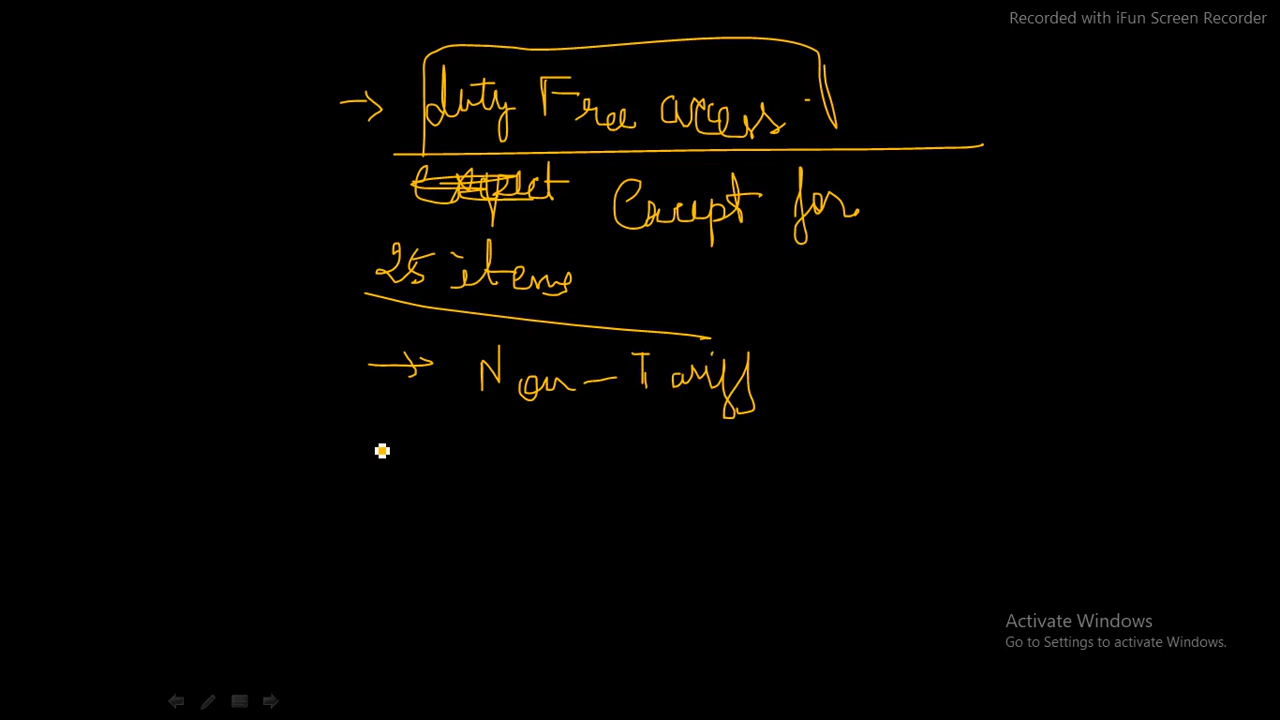 Recorded with iFun Screen Recorder
→ duty Free access
Except for
25 items
→ Non-Tariff
Activate Windows
Go to Settings to activate Windows.